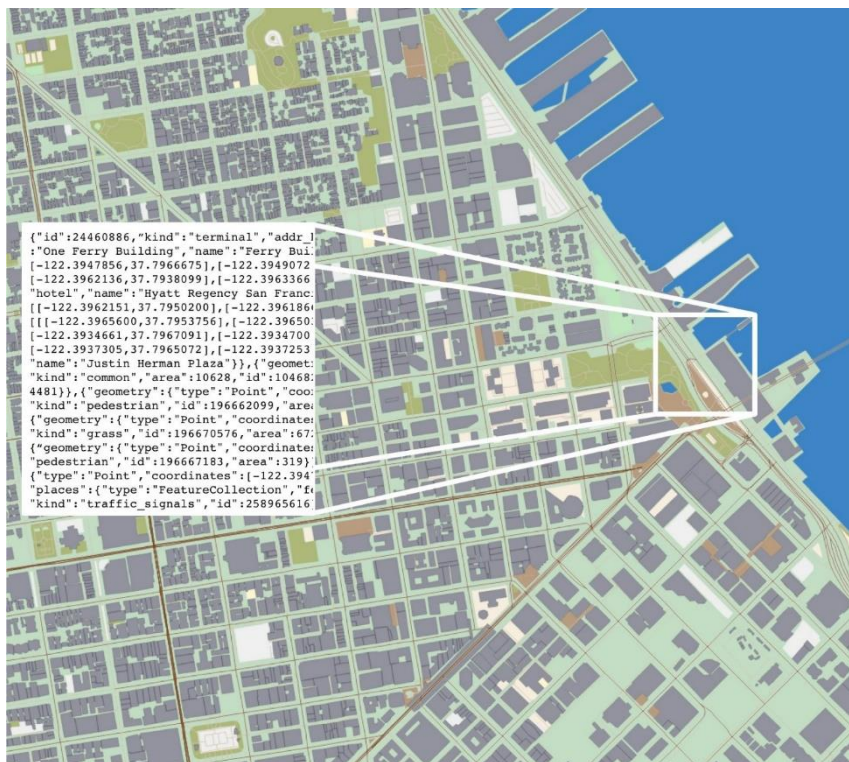 {"id":24460886,"kind":"terminal","addr_
:"One Ferry Building","name":"Ferry Bui
[-122.3947856,37.7966675],[-122.3949072
[-122.3962136,37.7938099],[-122.3963366
"hotel","name":"Hyatt Regency San Franci
[[-122.3962151,37.7950200],[-122.396186
[[[-122.3965600,37.7953756],[-122.39650
[-122.3934661,37.7967091],[-122.3934700
[-122.3937305,37.7965072],[-122.3937253
"name":"Justin Herman Plaza"}},{"geomet
"kind":"common","area":10628,"id":10468
4481}},{"geometry":{"type":"Point","coo
"kind":"pedestrian","id":196662099,"are
{"geometry":{"type":"Point","coordinate
"kind":"grass","id":196670576,"area":67
{"geometry":{"type":"Point","coordinate
"pedestrian","id":196667183,"area":319}
{"type":"Point","coordinates":[-122.394
"places":{"type":"FeatureCollection","f
"kind":"traffic_signals","id":258965616